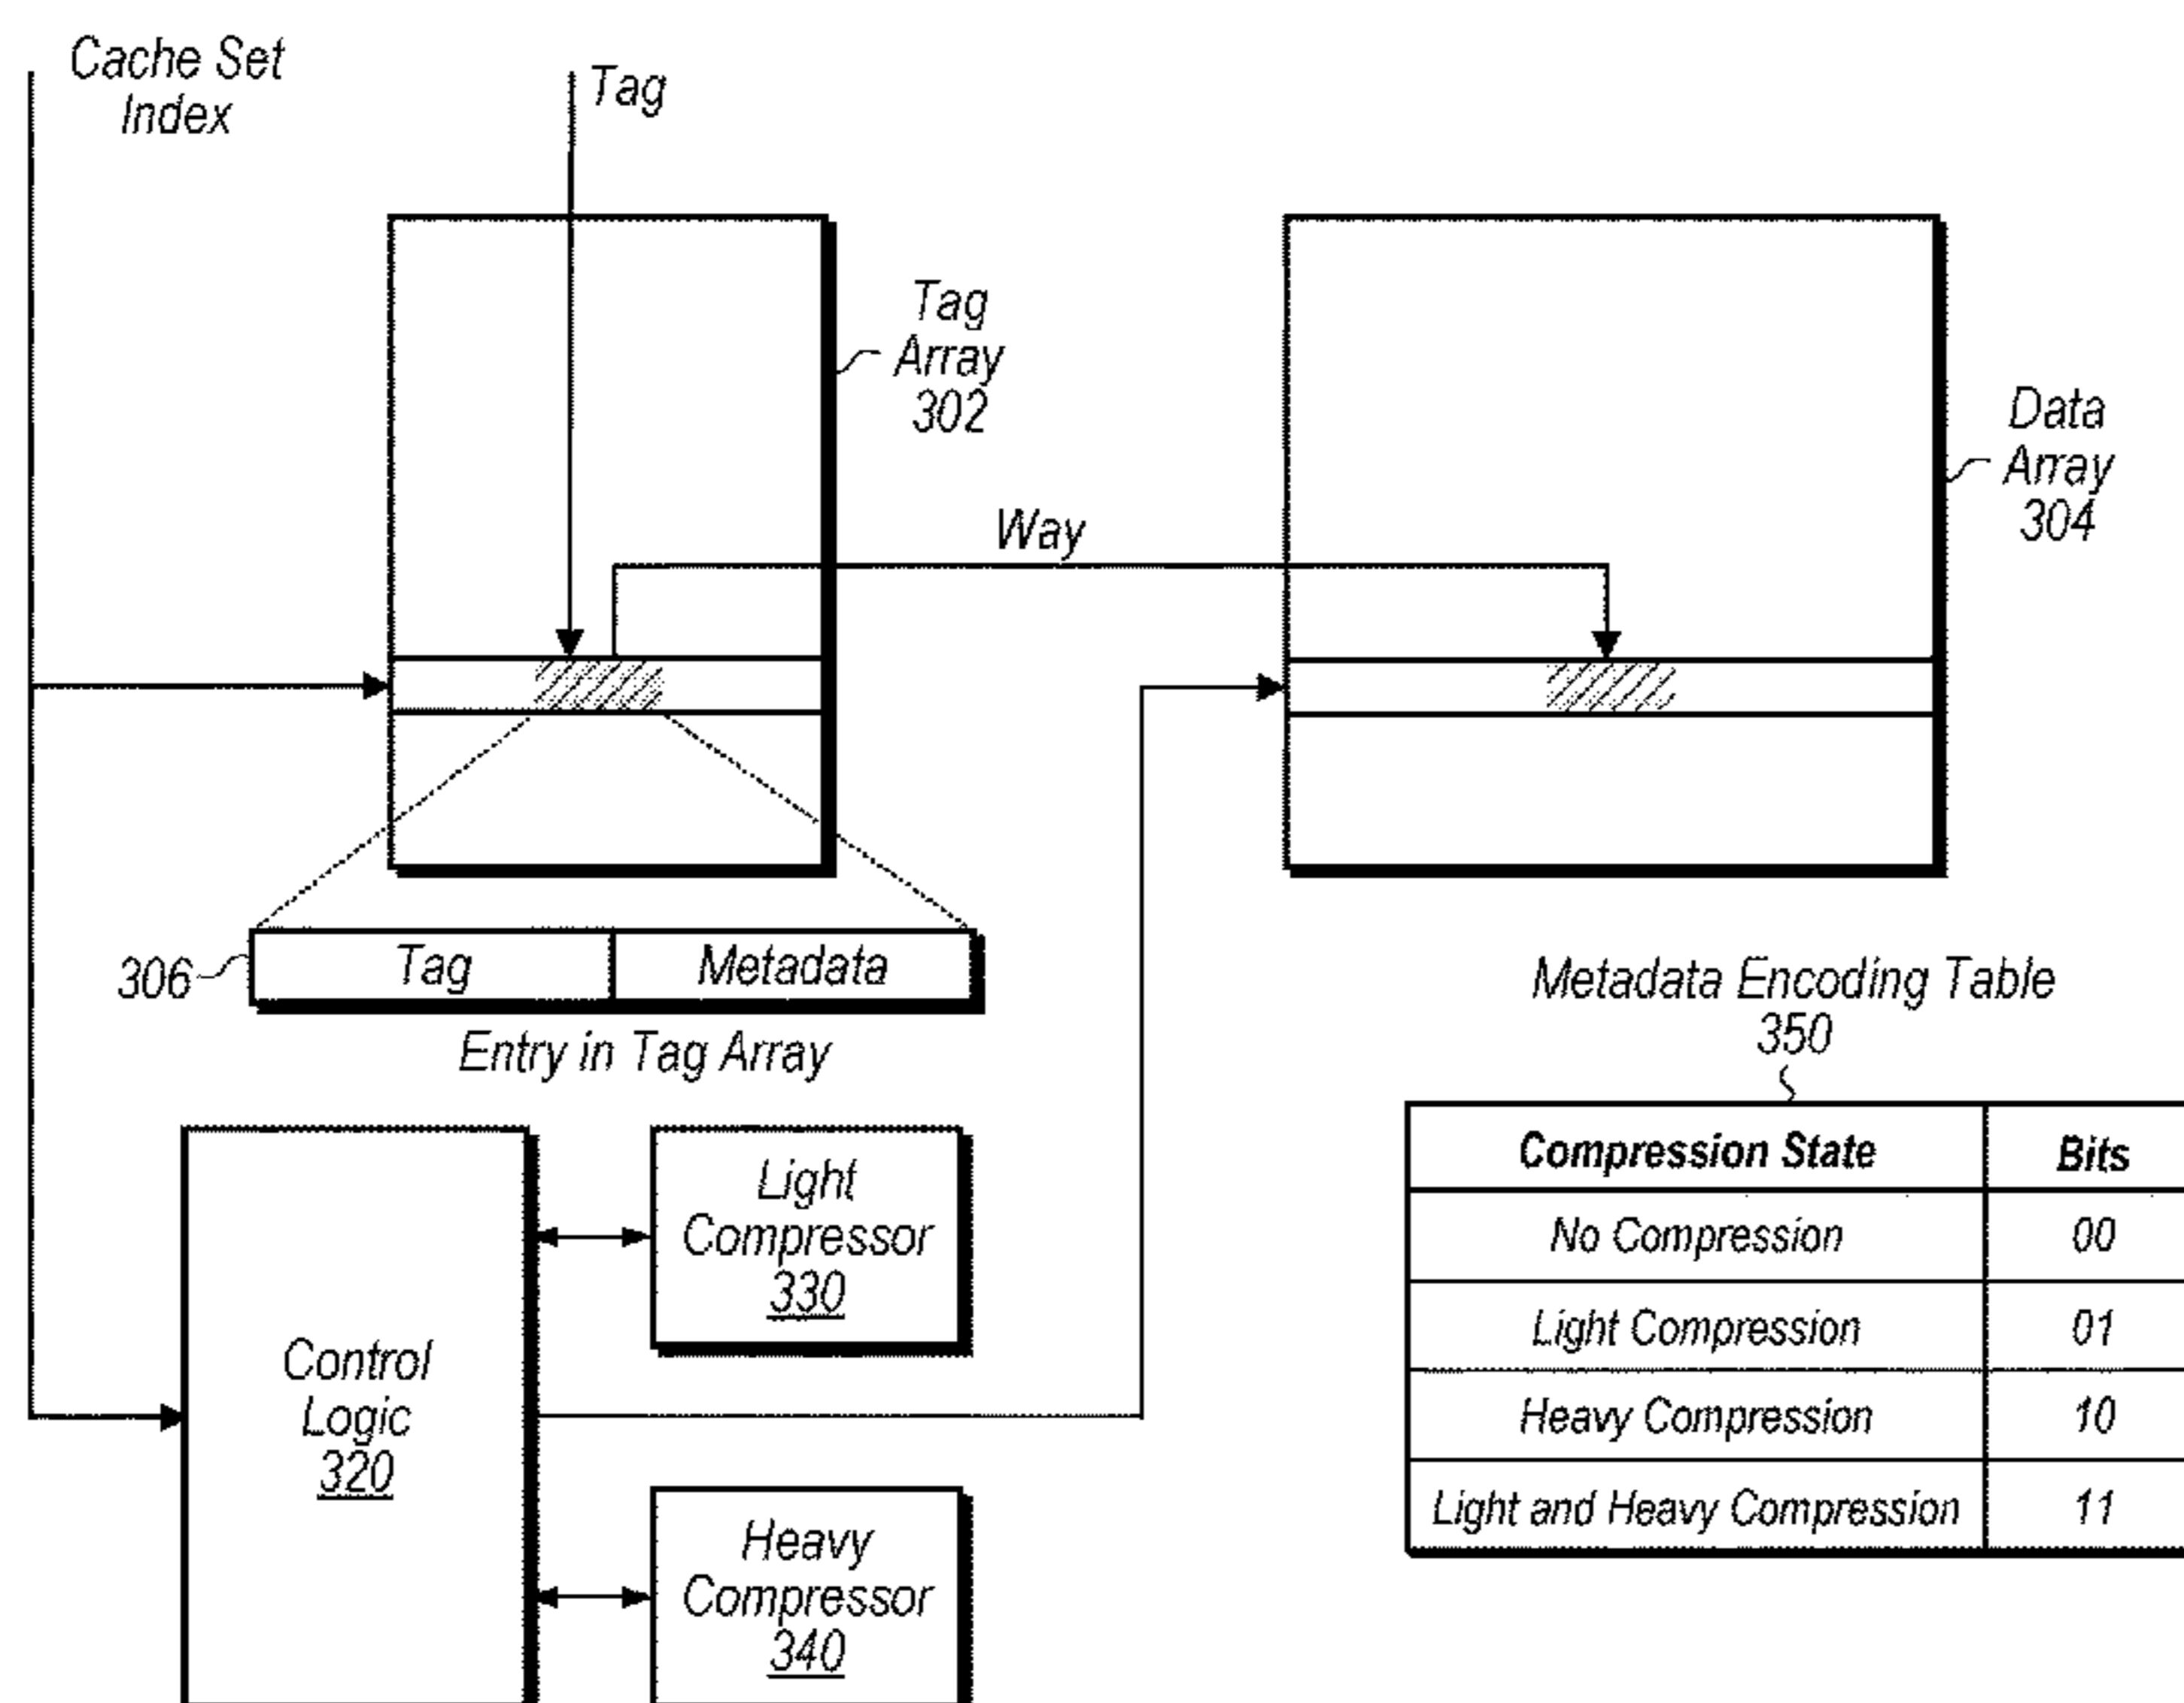 Cache Set
Index
Tag
Tag
Array
302
Data
Array
304
Way
306
Tag
Metadata
Entry in Tag Array
Metadata Encoding Table
350
Compression State
Bits
No Compression
00
Light Compression
01
Heavy Compression
10
Light and Heavy Compression
11
Light
Compressor
330
Control
Logic
320
Heavy
Compressor
340